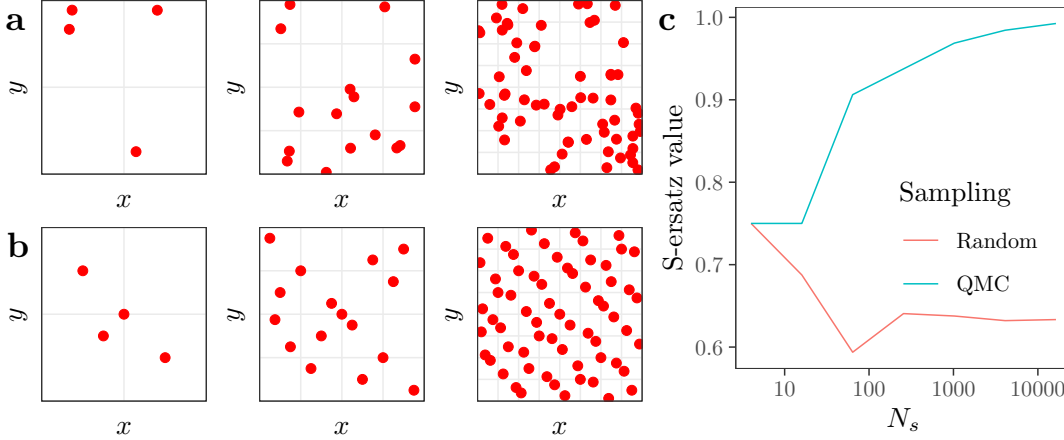 a
y
x
y
x
y
x
b
y
x
y
x
y
x
c
S-ersatz value
1.0
0.9
0.8
0.7
0.6
10
100
1000
10000
N_s
Sampling
Random
QMC